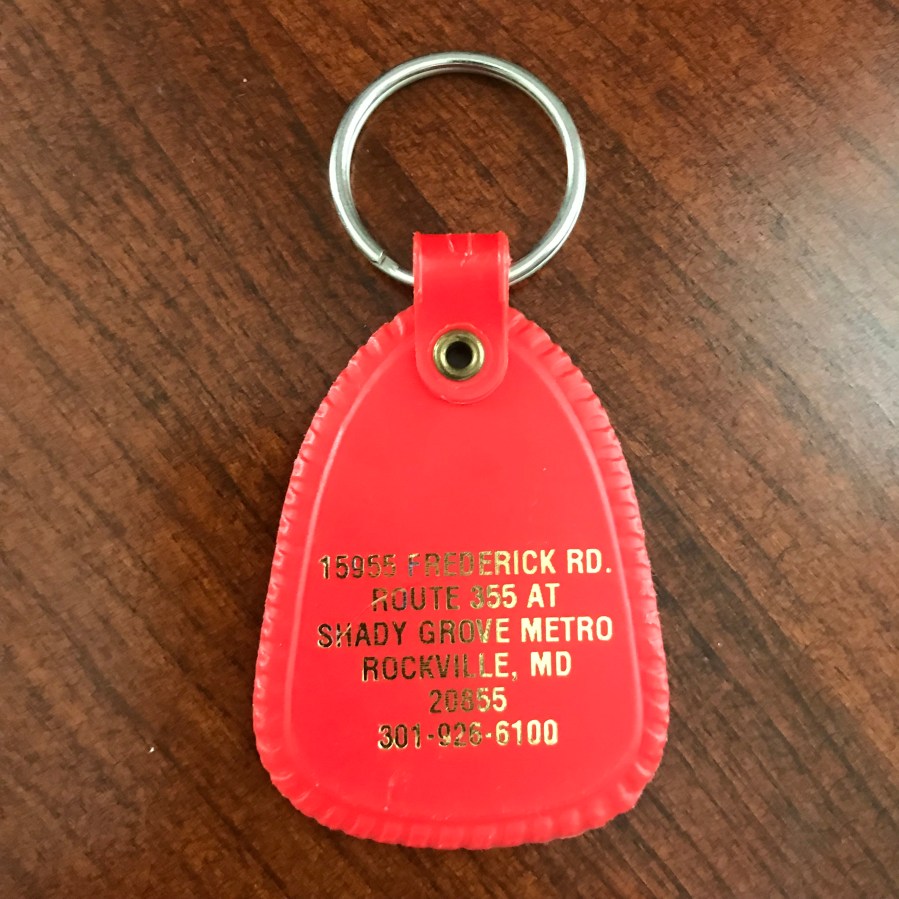 15955 FREDERICK RD.
ROUTE 355 AT
SHADY GROVE METRO
ROCKVILLE, MD
20855
301-926-6100